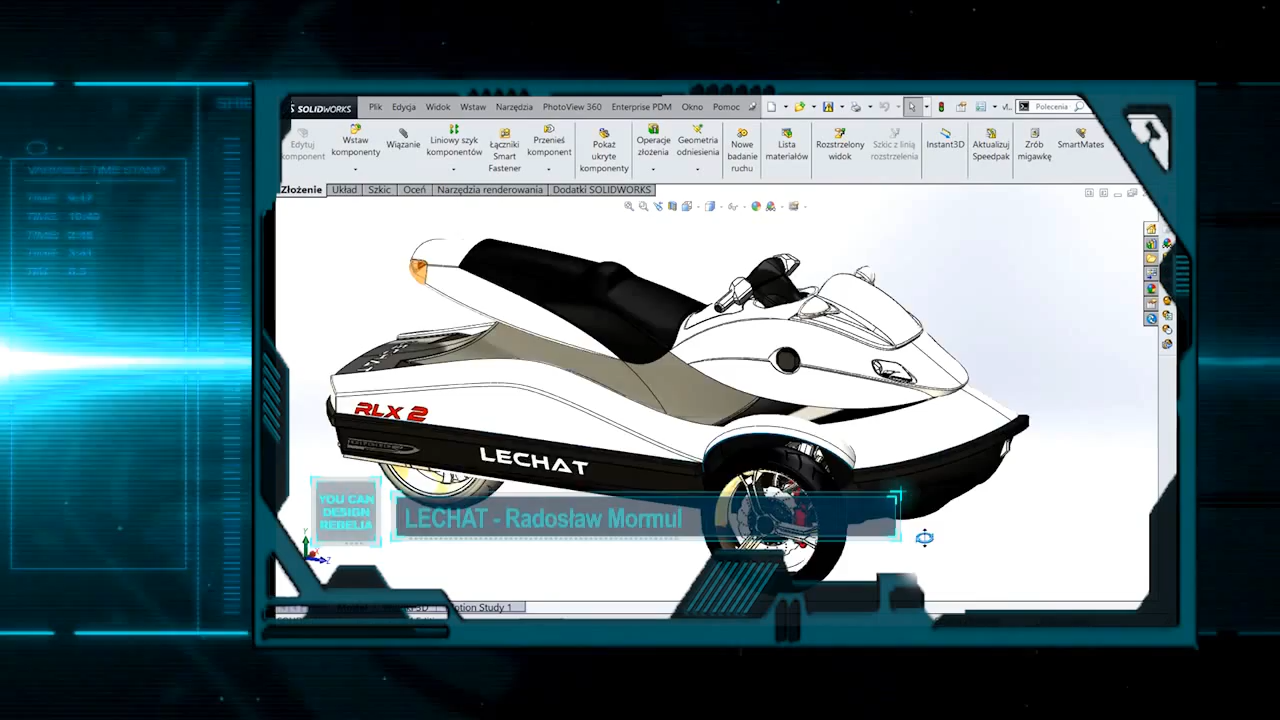 SOLIDWORKS
Plik Edycja Widok Wstaw Narzędzia PhotoView 360 Enterprise PDM Okno Pomoc
Polecenia
Edytuj komponent
Wstaw komponenty
Wiązanie
Liniowy szyk komponentów
Łączniki Smart Fastener
Przenieś komponent
Pokaż ukryte komponenty
Operacje złożenia
Geometria odniesienia
Nowe badanie ruchu
Lista materiałów
Rozstrzelony widok
Szkic z linią rozstrzelenia
Instant3D
Aktualizuj Speedpak
Zrób migawkę
SmartMates
Złożenie Układ Szkic Oceń Narzędzia renderowania Dodatki SOLIDWORKS
RLX 2
LECHAT
YOU CAN
DESIGN
REBELIA
LECHAT - Radosław Mormul
Motion Study 1